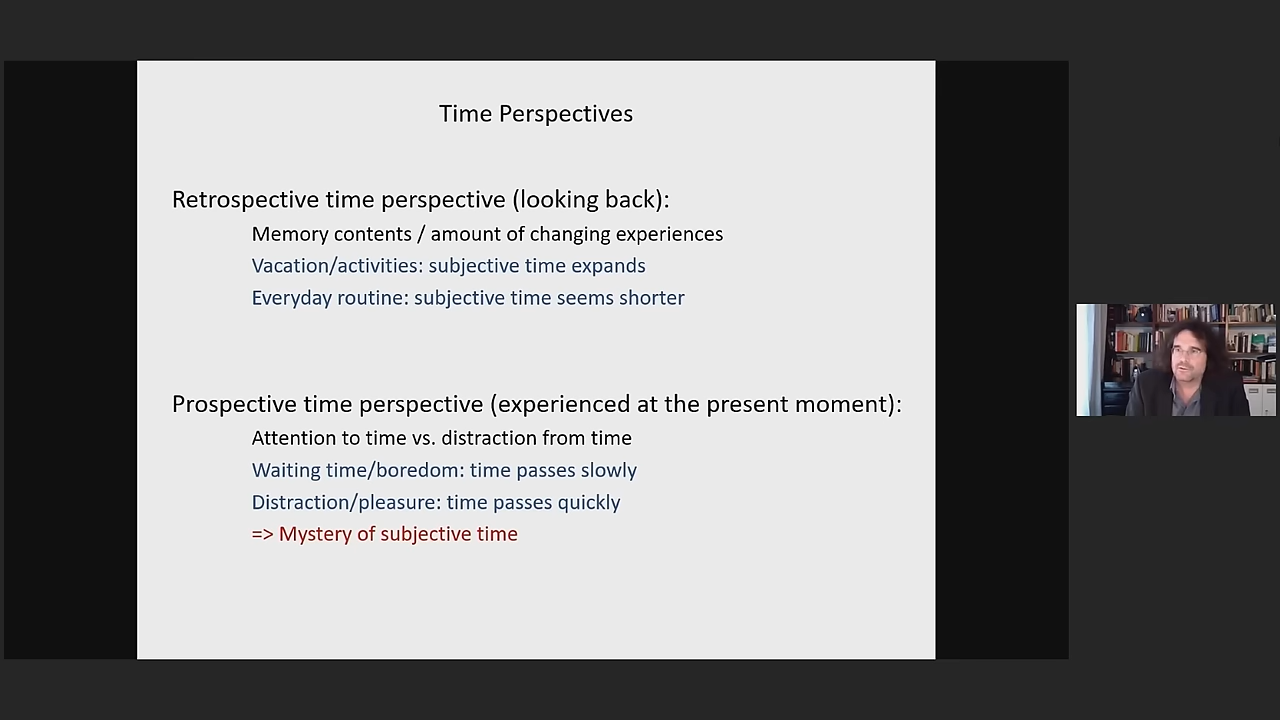 Time Perspectives
Retrospective time perspective (looking back):
Memory contents / amount of changing experiences
Vacation/activities: subjective time expands
Everyday routine: subjective time seems shorter
Prospective time perspective (experienced at the present moment):
Attention to time vs. distraction from time
Waiting time/boredom: time passes slowly
Distraction/pleasure: time passes quickly
=> Mystery of subjective time